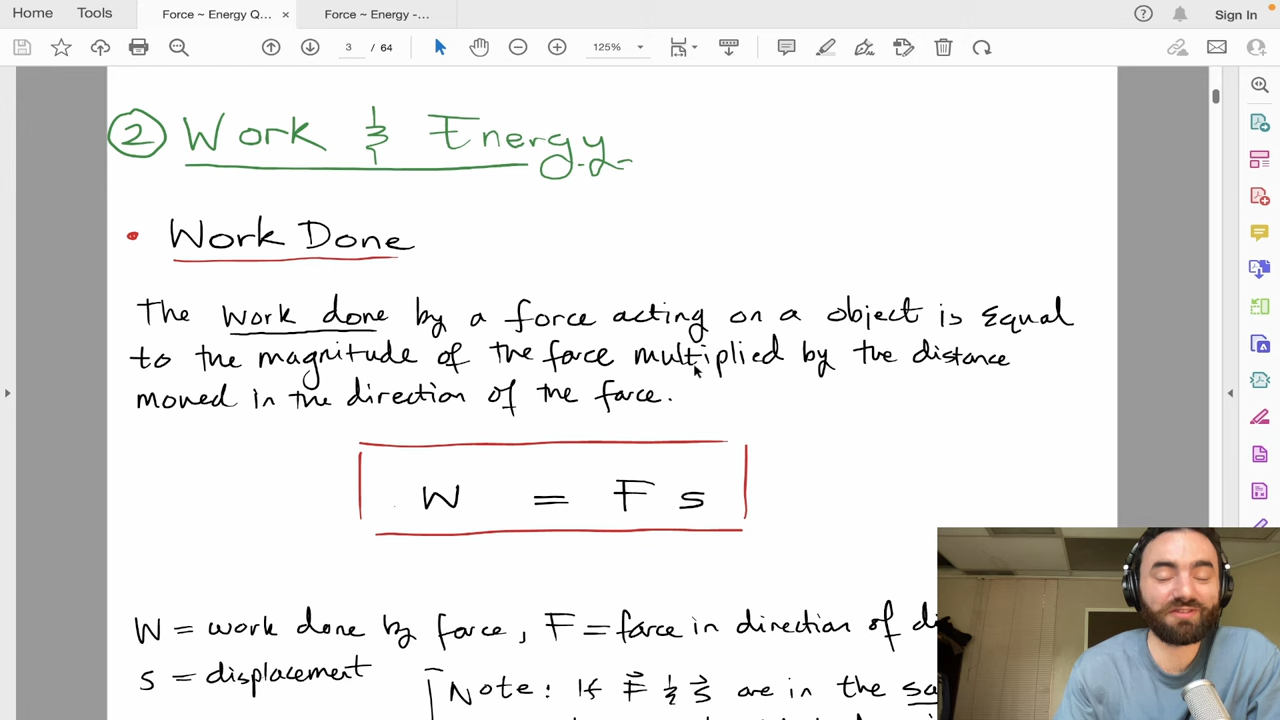 Home Tools Force ~ Energy Q... × Force ~ Energy -... Sign In
3 / 64 125%
2 Work & Energy
• Work Done
The work done by a force acting on a object is equal
to the magnitude of the force multiplied by the distance
moved in the direction of the force.
W = F s
W = work done by force, F = force in direction of di
s = displacement
Note: If F & s are in the sa